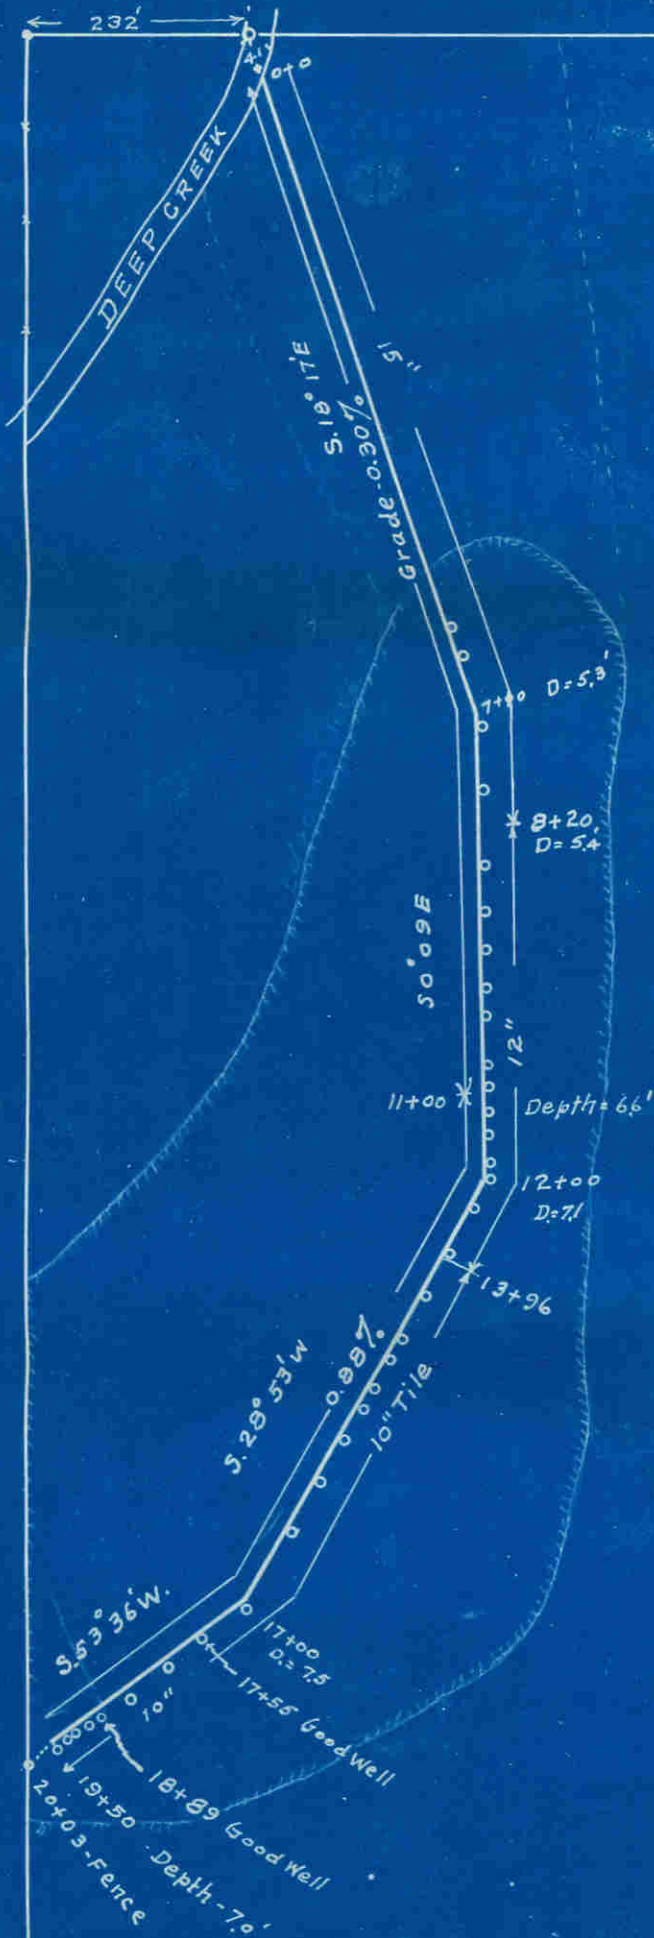 232'
0+0
DEEP CREEK
15"
S.18°17'E
Grade-0.30%
7+00 D=5.3'
8+20
D=5.4
S0°09E
12"
11+00
Depth=6.6'
12+00
D=7.1
13+96
S.28°53'W
0.88%
10" Tile
S.53°36'W.
17+00
D.=7.5
10"
17+55 Good Well
18+89 Good Well
19+50 - Depth-7.0'
20+03-Fence